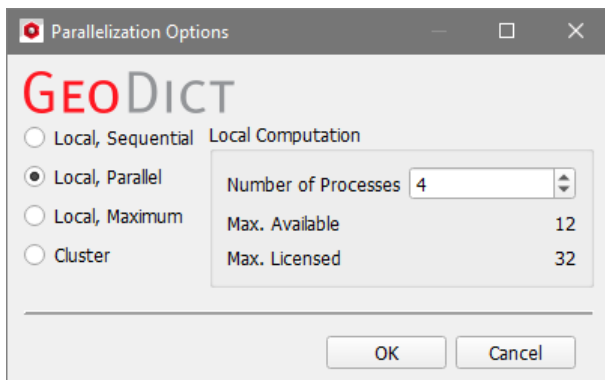 Parallelization Options
GEODICT
Local, Sequential
Local, Parallel
Local, Maximum
Cluster
Local Computation
Number of Processes 4
Max. Available 12
Max. Licensed 32
OK Cancel